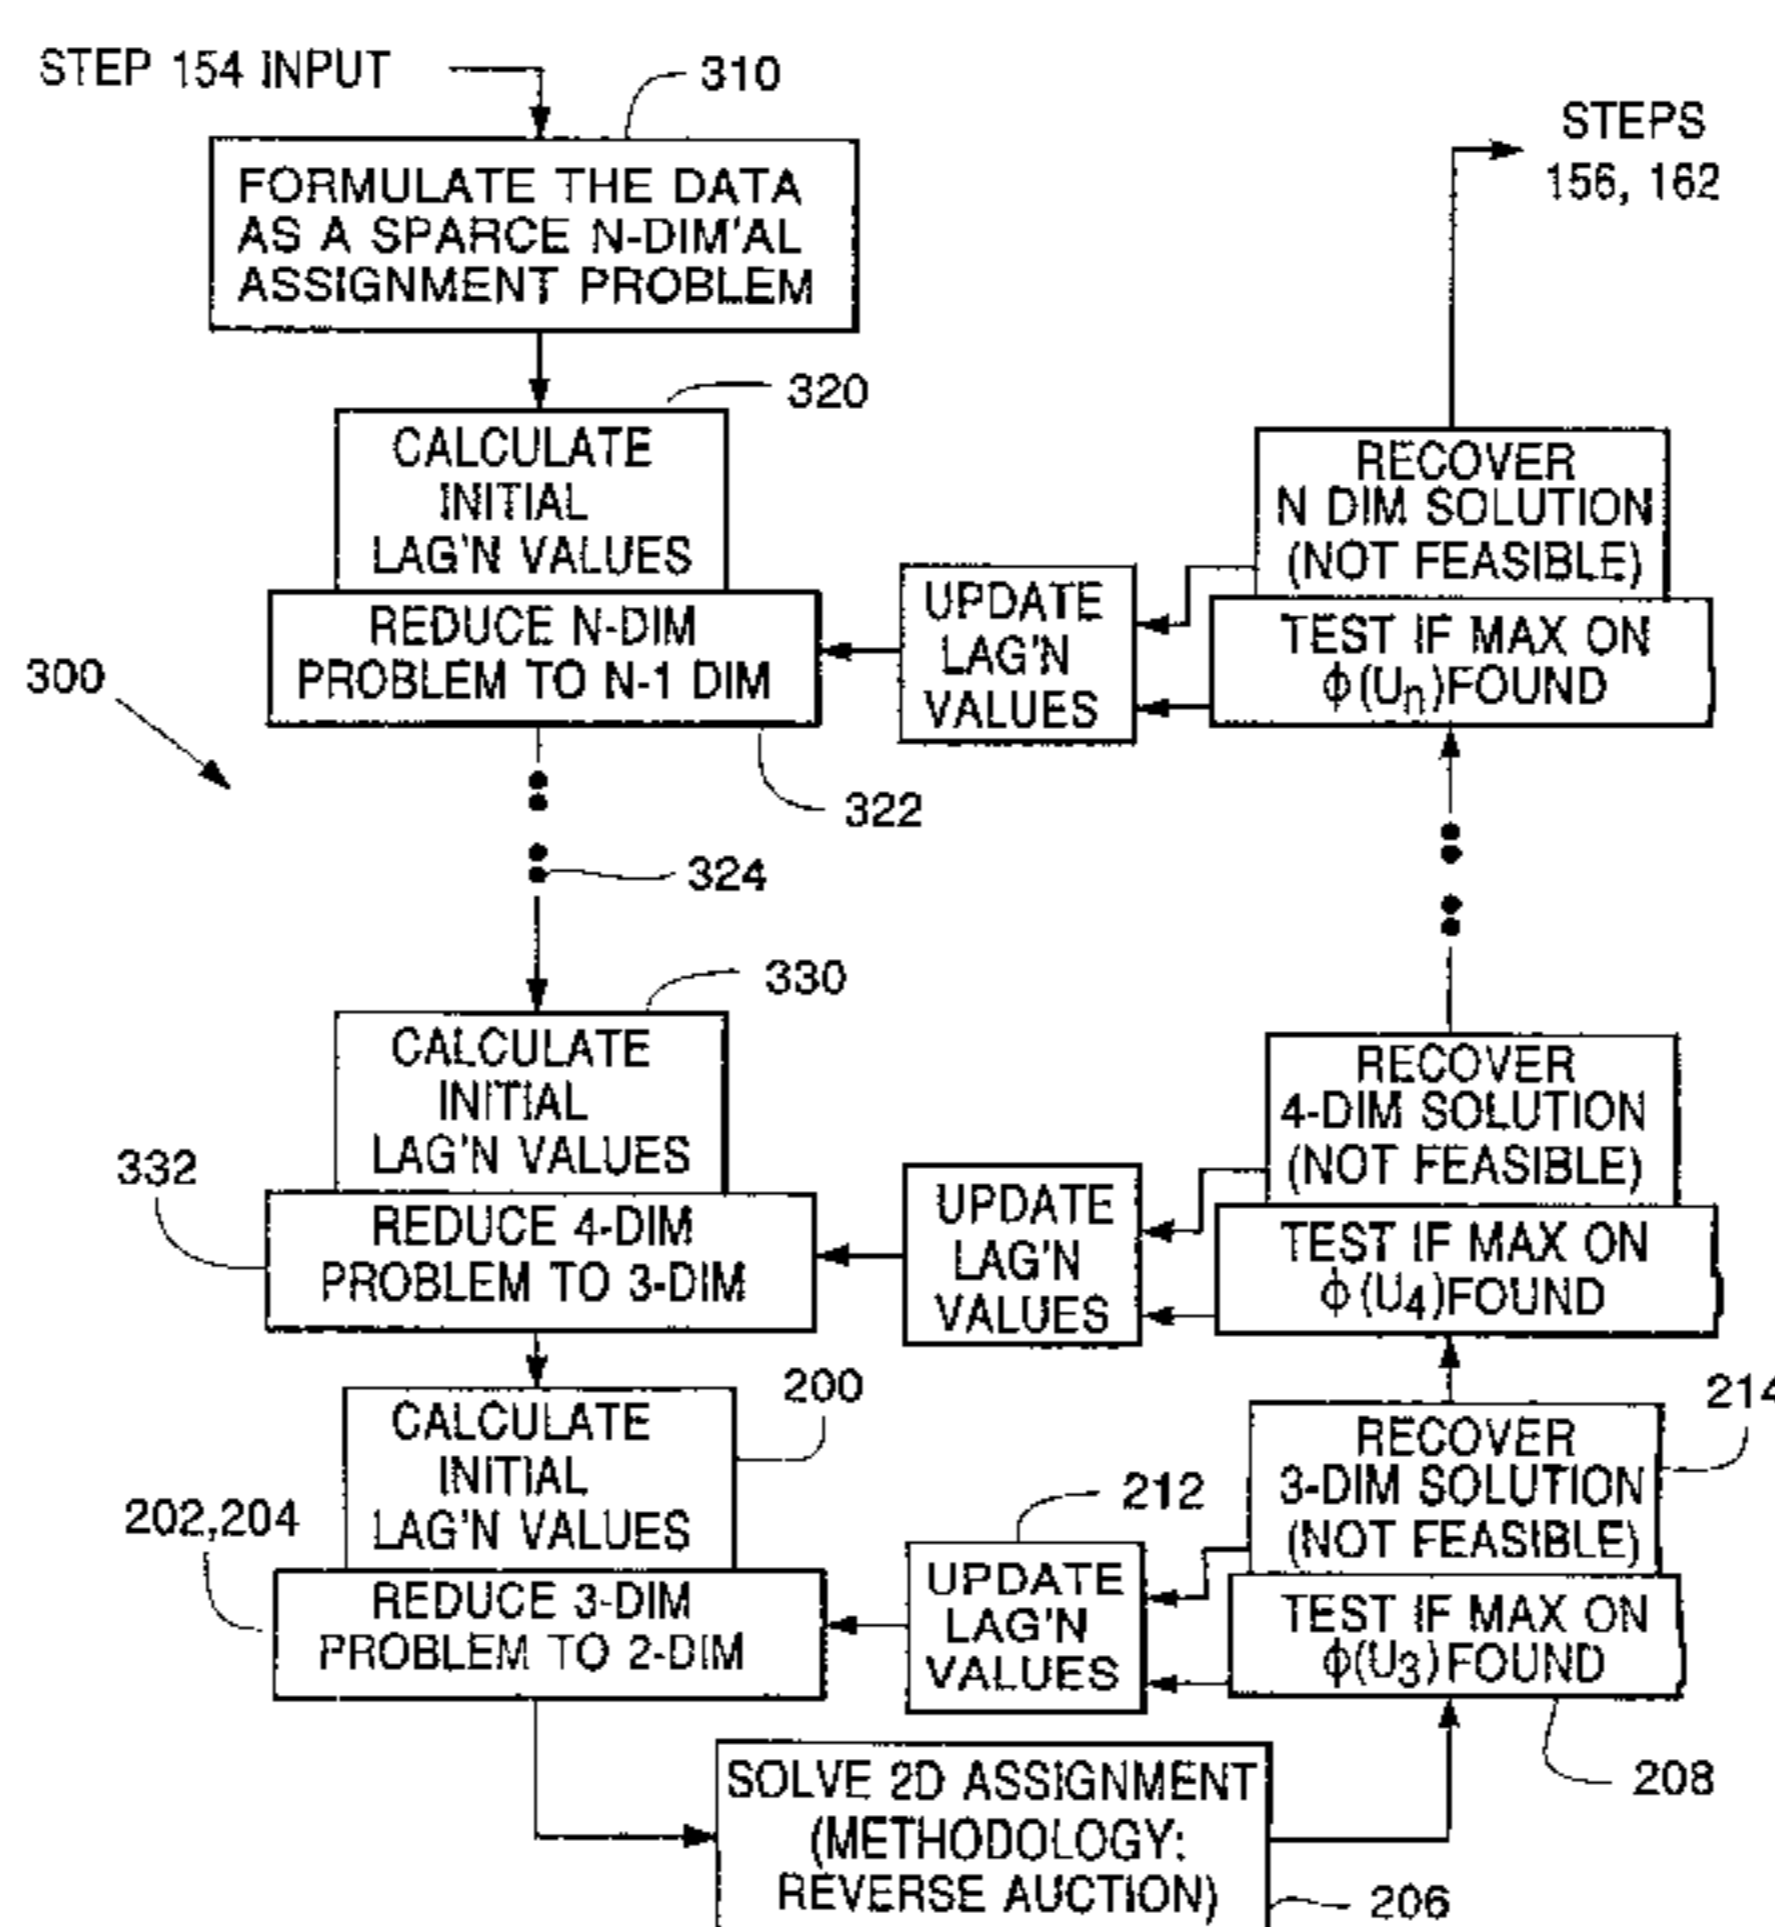 STEP 154 INPUT
310
FORMULATE THE DATA
AS A SPARCE N-DIM'AL
ASSIGNMENT PROBLEM
STEPS
156, 162
320
CALCULATE
INITIAL
LAG'N VALUES
REDUCE N-DIM
PROBLEM TO N-1 DIM
322
300
324
UPDATE
LAG'N
VALUES
RECOVER
N DIM SOLUTION
(NOT FEASIBLE)
TEST IF MAX ON
ϕ(Un)FOUND
330
CALCULATE
INITIAL
LAG'N VALUES
332
REDUCE 4-DIM
PROBLEM TO 3-DIM
UPDATE
LAG'N
VALUES
RECOVER
4-DIM SOLUTION
(NOT FEASIBLE)
TEST IF MAX ON
ϕ(U4)FOUND
200
CALCULATE
INITIAL
LAG'N VALUES
202,204
REDUCE 3-DIM
PROBLEM TO 2-DIM
212
UPDATE
LAG'N
VALUES
214
RECOVER
3-DIM SOLUTION
(NOT FEASIBLE)
TEST IF MAX ON
ϕ(U3)FOUND
208
SOLVE 2D ASSIGNMENT
(METHODOLOGY:
REVERSE AUCTION)
206